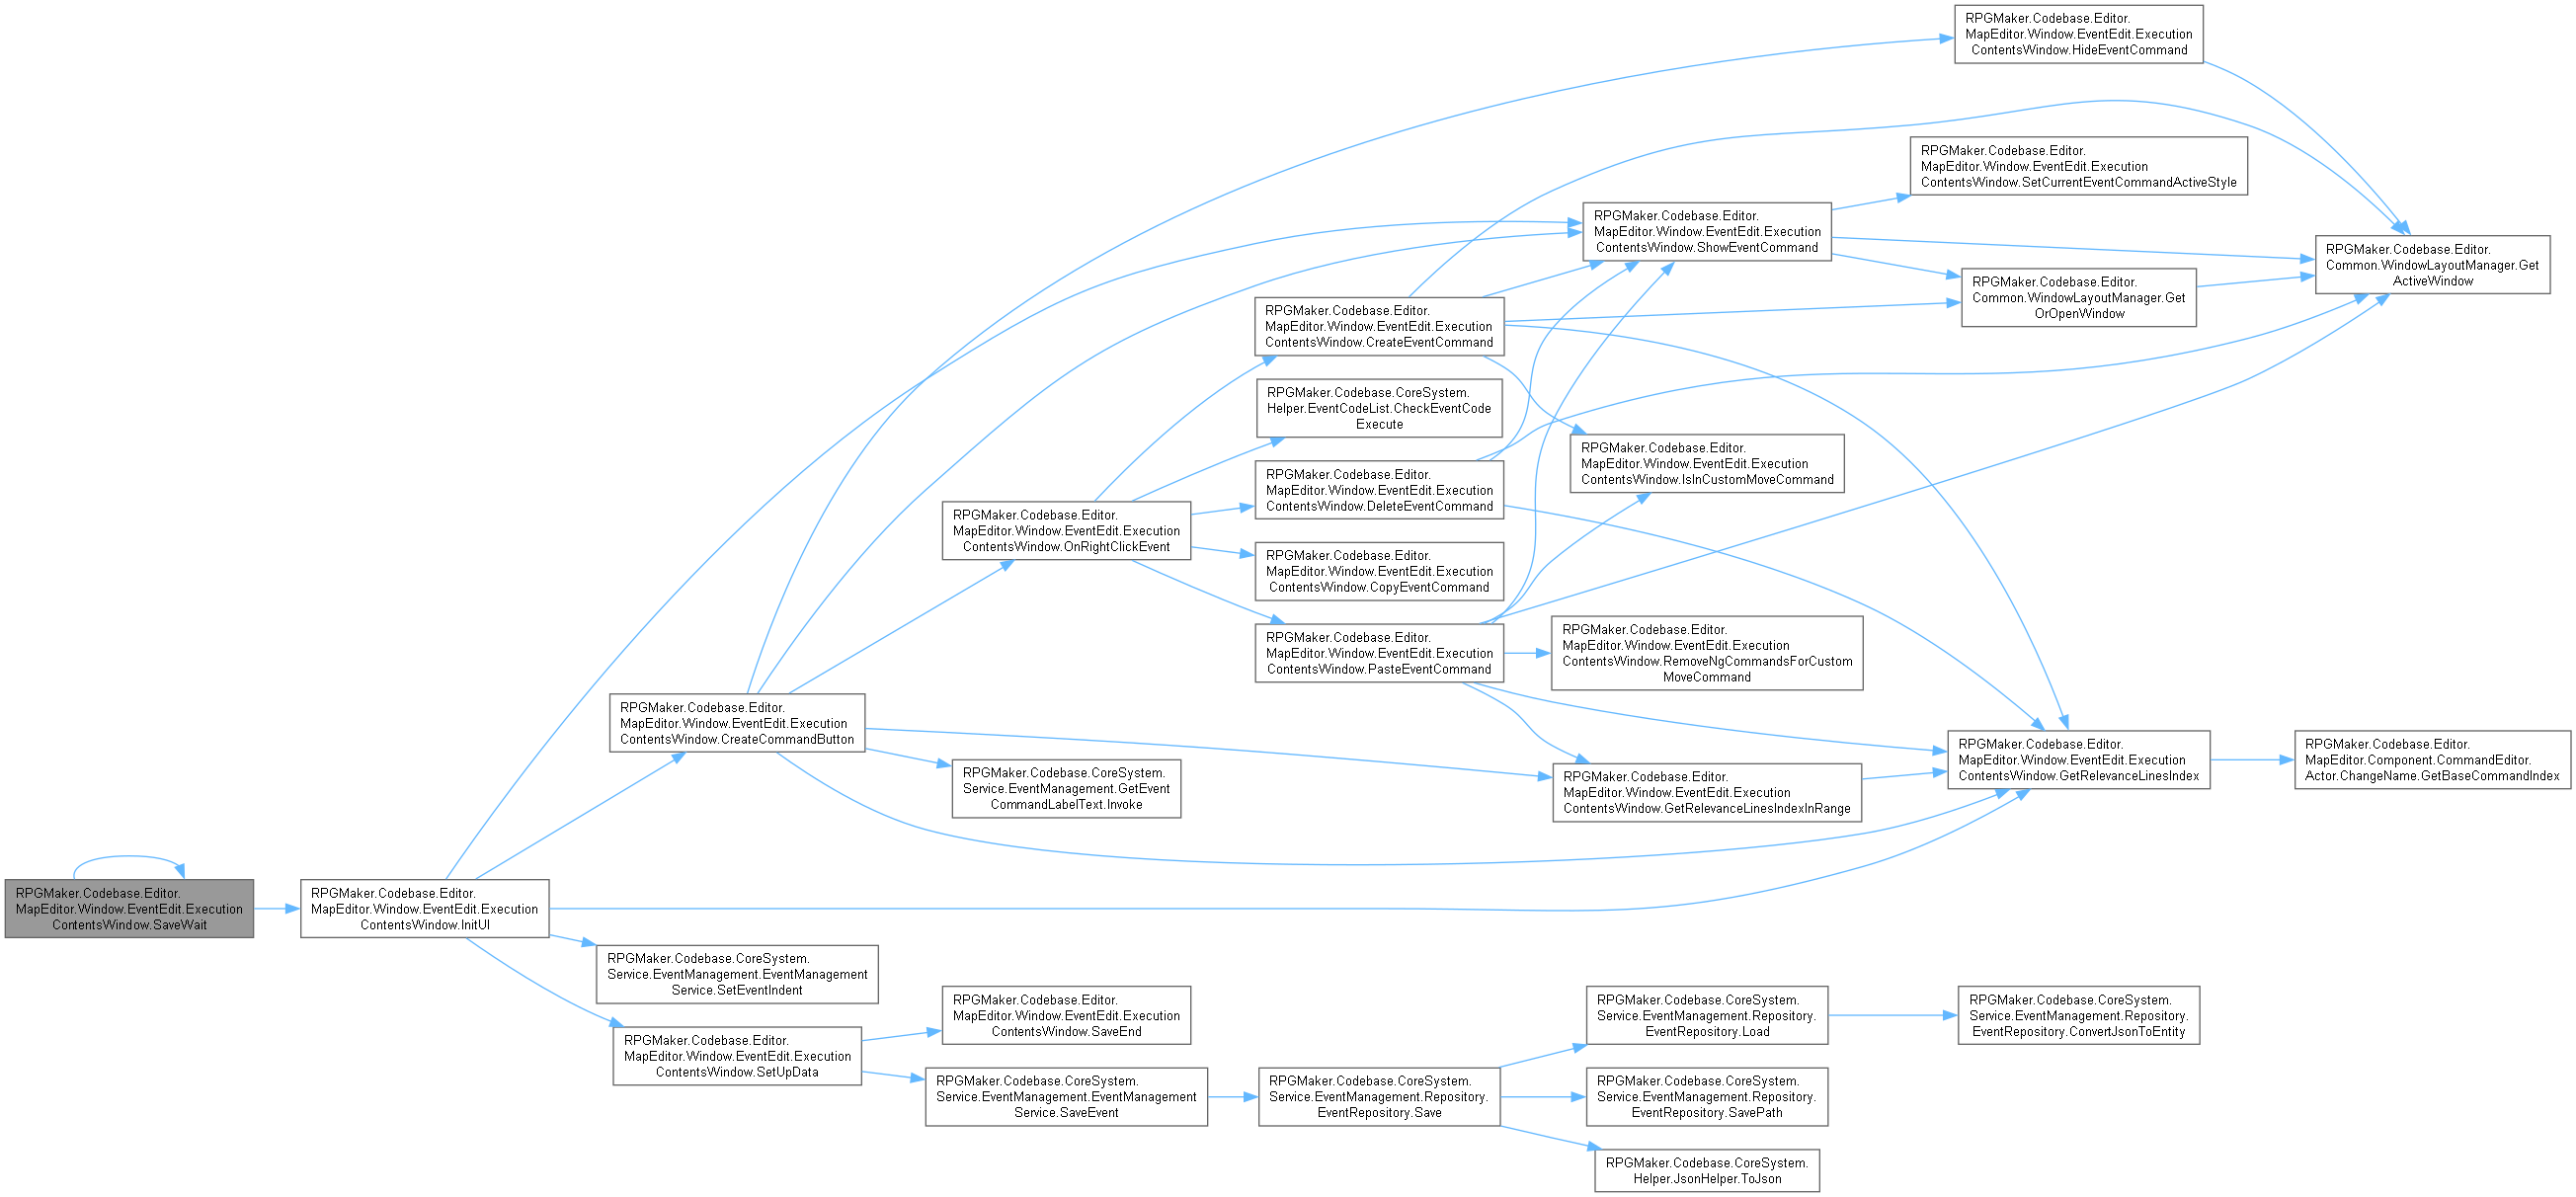 RPGMaker.Codebase.Editor.
MapEditor.Window.EventEdit.Execution
ContentsWindow.SaveWait
RPGMaker.Codebase.Editor.
MapEditor.Window.EventEdit.Execution
ContentsWindow.InitUI
RPGMaker.Codebase.Editor.
MapEditor.Window.EventEdit.Execution
ContentsWindow.CreateCommandButton
RPGMaker.Codebase.CoreSystem.
Service.EventManagement.EventManagement
Service.SetEventIndent
RPGMaker.Codebase.Editor.
MapEditor.Window.EventEdit.Execution
ContentsWindow.SetUpData
RPGMaker.Codebase.Editor.
MapEditor.Window.EventEdit.Execution
ContentsWindow.OnRightClickEvent
RPGMaker.Codebase.CoreSystem.
Service.EventManagement.GetEvent
CommandLabelText.Invoke
RPGMaker.Codebase.Editor.
MapEditor.Window.EventEdit.Execution
ContentsWindow.SaveEnd
RPGMaker.Codebase.CoreSystem.
Service.EventManagement.EventManagement
Service.SaveEvent
RPGMaker.Codebase.Editor.
MapEditor.Window.EventEdit.Execution
ContentsWindow.CreateEventCommand
RPGMaker.Codebase.CoreSystem.
Helper.EventCodeList.CheckEventCode
Execute
RPGMaker.Codebase.Editor.
MapEditor.Window.EventEdit.Execution
ContentsWindow.DeleteEventCommand
RPGMaker.Codebase.Editor.
MapEditor.Window.EventEdit.Execution
ContentsWindow.CopyEventCommand
RPGMaker.Codebase.Editor.
MapEditor.Window.EventEdit.Execution
ContentsWindow.PasteEventCommand
RPGMaker.Codebase.CoreSystem.
Service.EventManagement.Repository.
EventRepository.Save
RPGMaker.Codebase.Editor.
MapEditor.Window.EventEdit.Execution
ContentsWindow.ShowEventCommand
RPGMaker.Codebase.Editor.
MapEditor.Window.EventEdit.Execution
ContentsWindow.IsInCustomMoveCommand
RPGMaker.Codebase.Editor.
MapEditor.Window.EventEdit.Execution
ContentsWindow.RemoveNgCommandsForCustom
MoveCommand
RPGMaker.Codebase.Editor.
MapEditor.Window.EventEdit.Execution
ContentsWindow.GetRelevanceLinesIndexInRange
RPGMaker.Codebase.CoreSystem.
Service.EventManagement.Repository.
EventRepository.Load
RPGMaker.Codebase.CoreSystem.
Service.EventManagement.Repository.
EventRepository.SavePath
RPGMaker.Codebase.CoreSystem.
Helper.JsonHelper.ToJson
RPGMaker.Codebase.Editor.
MapEditor.Window.EventEdit.Execution
ContentsWindow.HideEventCommand
RPGMaker.Codebase.Editor.
MapEditor.Window.EventEdit.Execution
ContentsWindow.SetCurrentEventCommandActiveStyle
RPGMaker.Codebase.Editor.
Common.WindowLayoutManager.Get
OrOpenWindow
RPGMaker.Codebase.Editor.
MapEditor.Window.EventEdit.Execution
ContentsWindow.GetRelevanceLinesIndex
RPGMaker.Codebase.CoreSystem.
Service.EventManagement.Repository.
EventRepository.ConvertJsonToEntity
RPGMaker.Codebase.Editor.
Common.WindowLayoutManager.Get
ActiveWindow
RPGMaker.Codebase.Editor.
MapEditor.Component.CommandEditor.
Actor.ChangeName.GetBaseCommandIndex